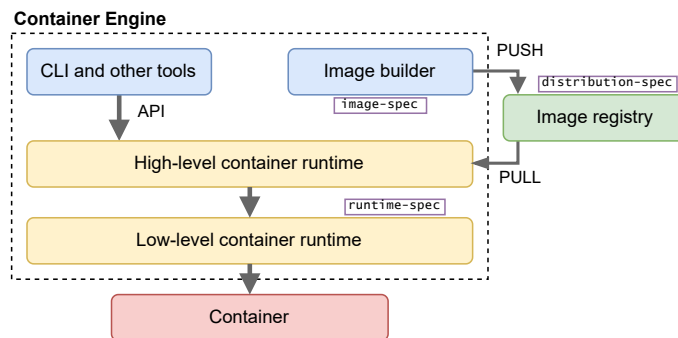 Container Engine
CLI and other tools
Image builder
PUSH
distribution-spec
image-spec
API
Image registry
High-level container runtime
PULL
runtime-spec
Low-level container runtime
Container